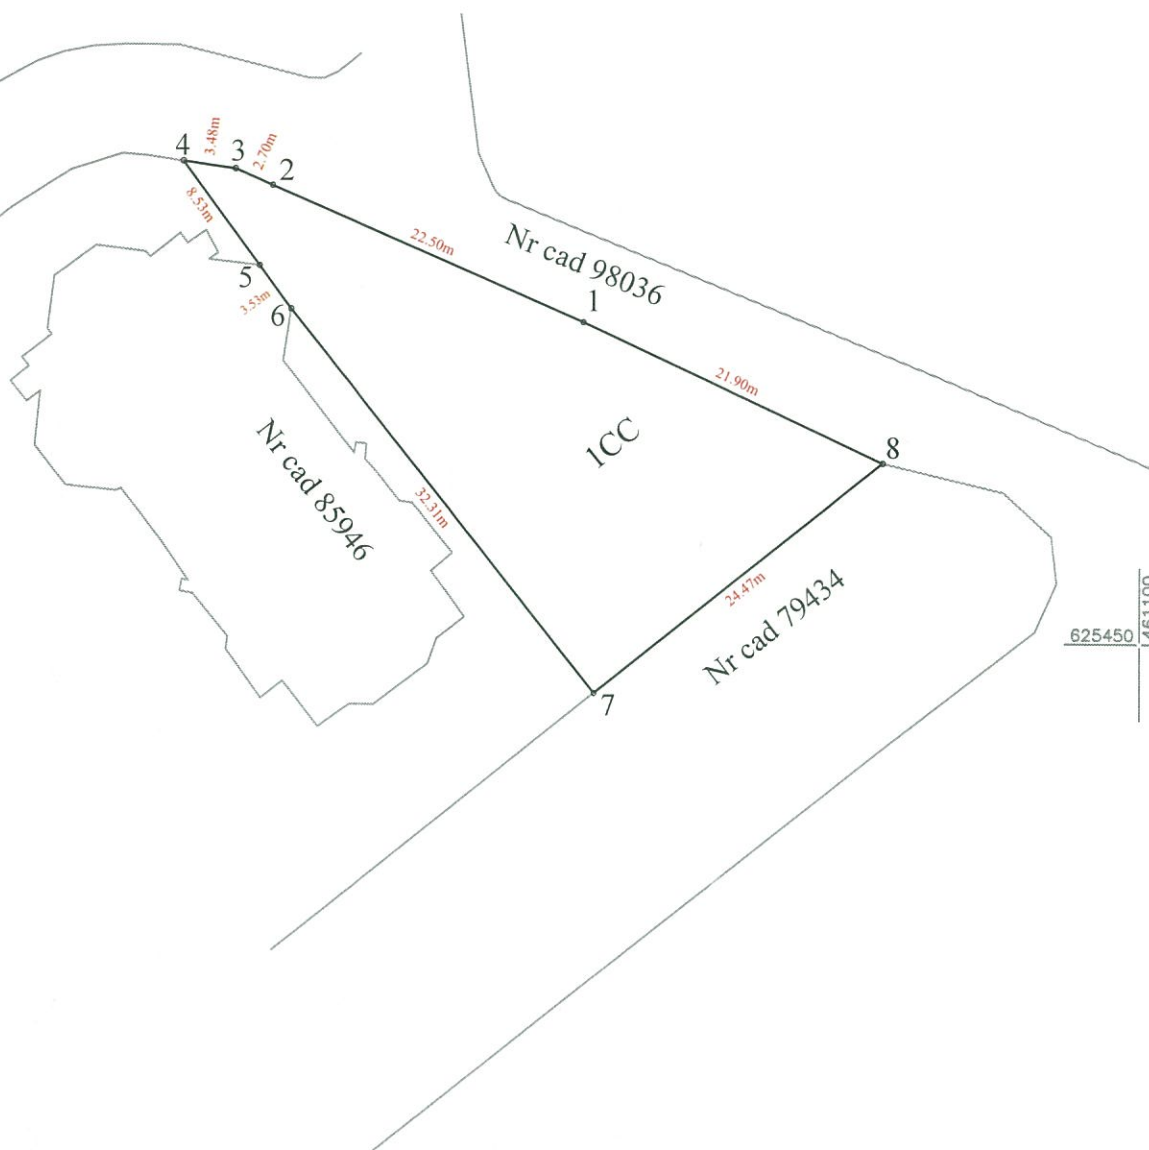 4
3.48m
3
2.70m
2
8.53m
22.50m
Nr cad 98036
5
3.53m
6
1
21.90m
1CC
8
Nr cad 85946
32.31m
24.47m
Nr cad 79434
625450
461100
7